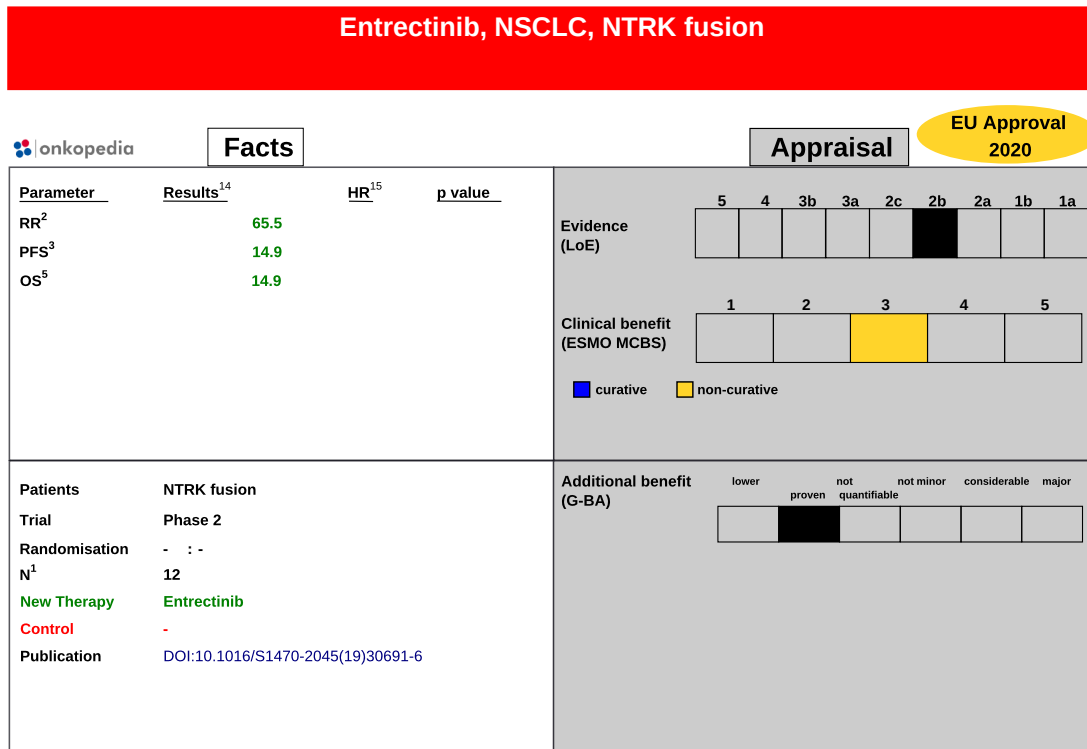 Entrectinib, NSCLC, NTRK fusion
EU Approval
2020
onkopedia
Facts
Appraisal
Parameter Results14 HR15 p value
RR2 65.5
PFS3 14.9
OS5 14.9
5 4 3b 3a 2c 2b 2a 1b 1a
Evidence
(LoE)
1 2 3 4 5
Clinical benefit
(ESMO MCBS)
curative non-curative
Patients NTRK fusion
Trial Phase 2
Randomisation - : -
N1 12
New Therapy Entrectinib
Control -
Publication DOI:10.1016/S1470-2045(19)30691-6
Additional benefit
(G-BA)
lower not not minor considerable major
proven quantifiable